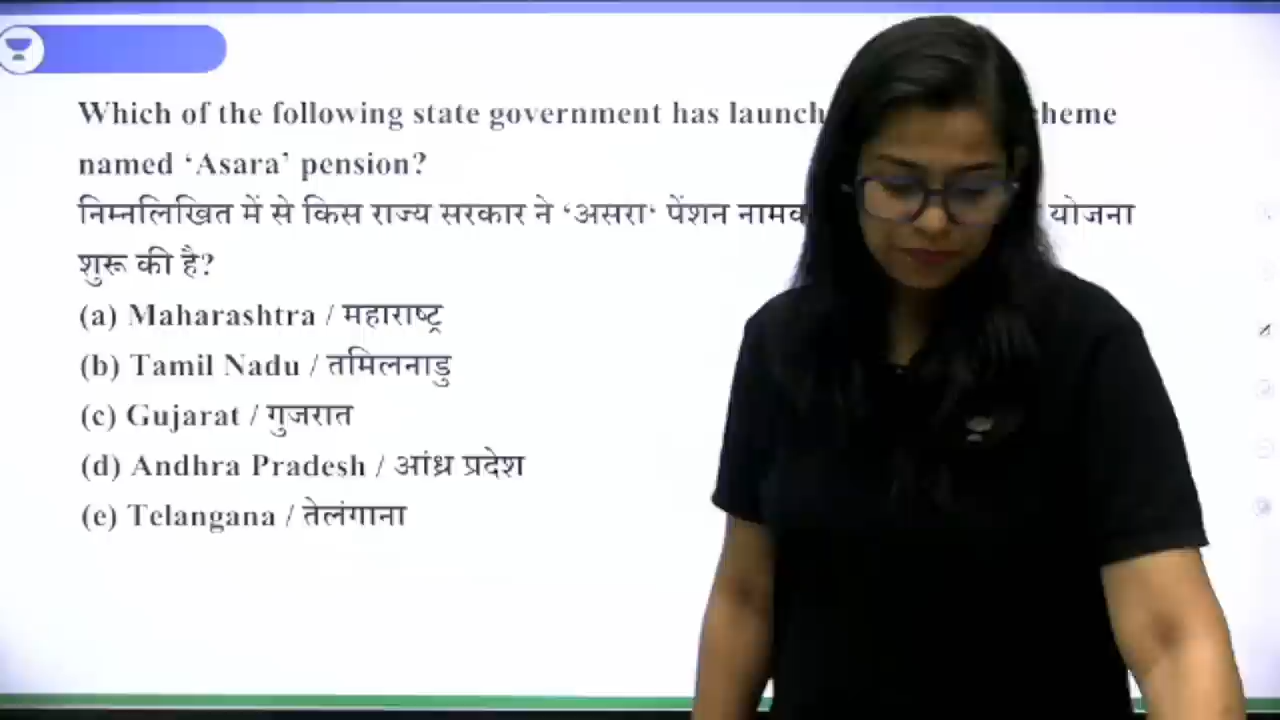 Which of the following state government has launch cheme
named ‘Asara’ pension?
निम्नलिखित में से किस राज्य सरकार ने ‘असरा‘ पेंशन नामक योजना
शुरू की है?
(a) Maharashtra / महाराष्ट्र
(b) Tamil Nadu / तमिलनाडु
(c) Gujarat / गुजरात
(d) Andhra Pradesh / आंध्र प्रदेश
(e) Telangana / तेलंगाना